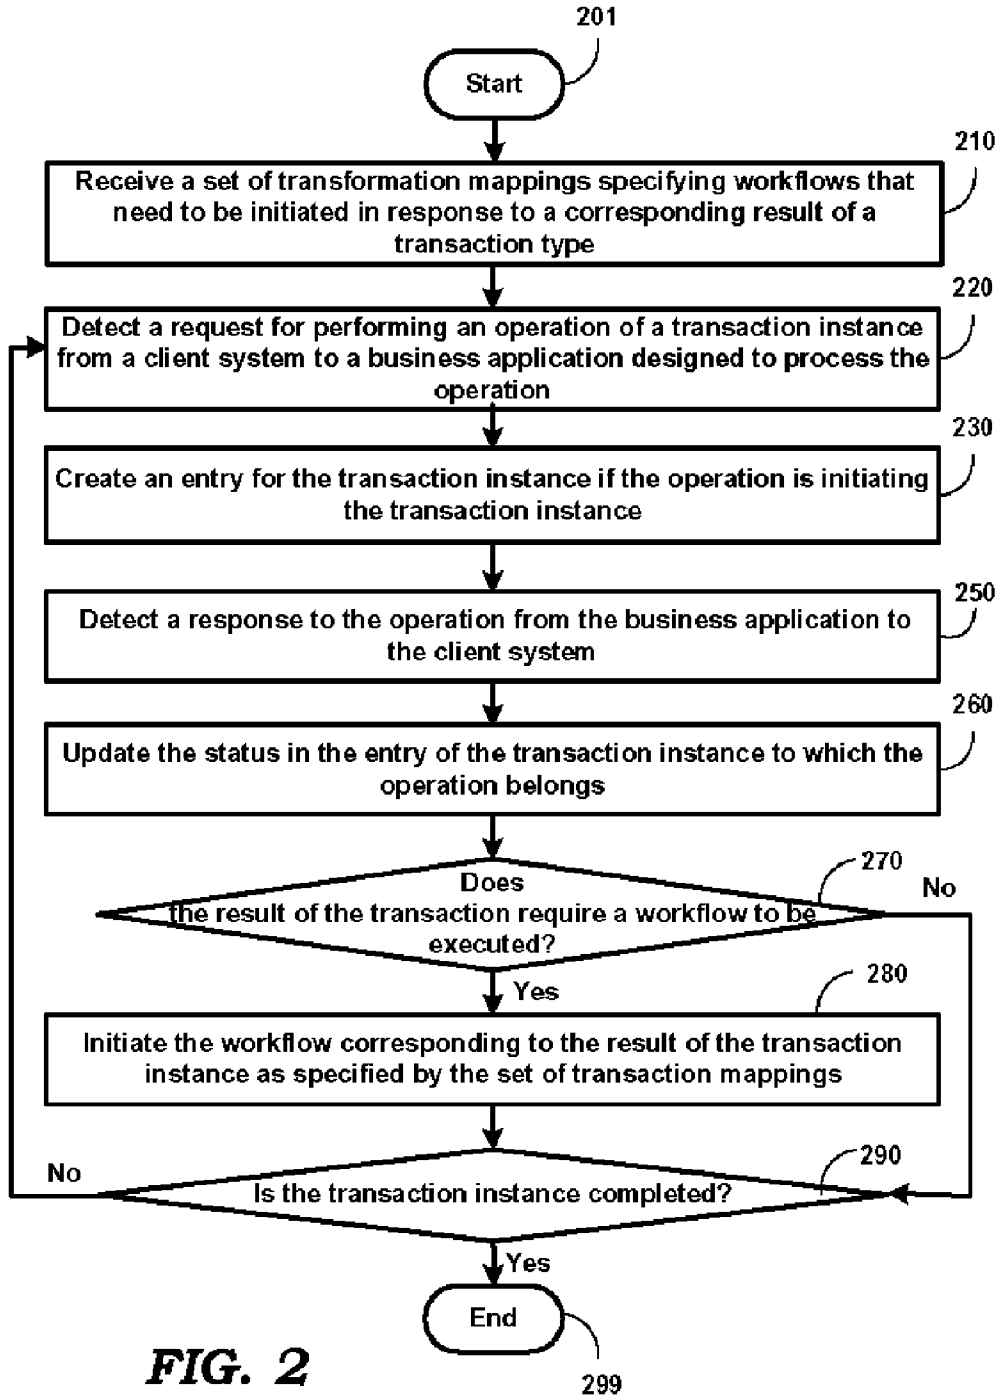 201
Start
210
Receive a set of transformation mappings specifying workflows that
need to be initiated in response to a corresponding result of a
transaction type
220
Detect a request for performing an operation of a transaction instance
from a client system to a business application designed to process the
operation
230
Create an entry for the transaction instance if the operation is initiating
the transaction instance
250
Detect a response to the operation from the business application to
the client system
260
Update the status in the entry of the transaction instance to which the
operation belongs
270
No
Does
the result of the transaction require a workflow to be
executed?
Yes
280
Initiate the workflow corresponding to the result of the transaction
instance as specified by the set of transaction mappings
290
No
Is the transaction instance completed?
Yes
End
299
FIG. 2